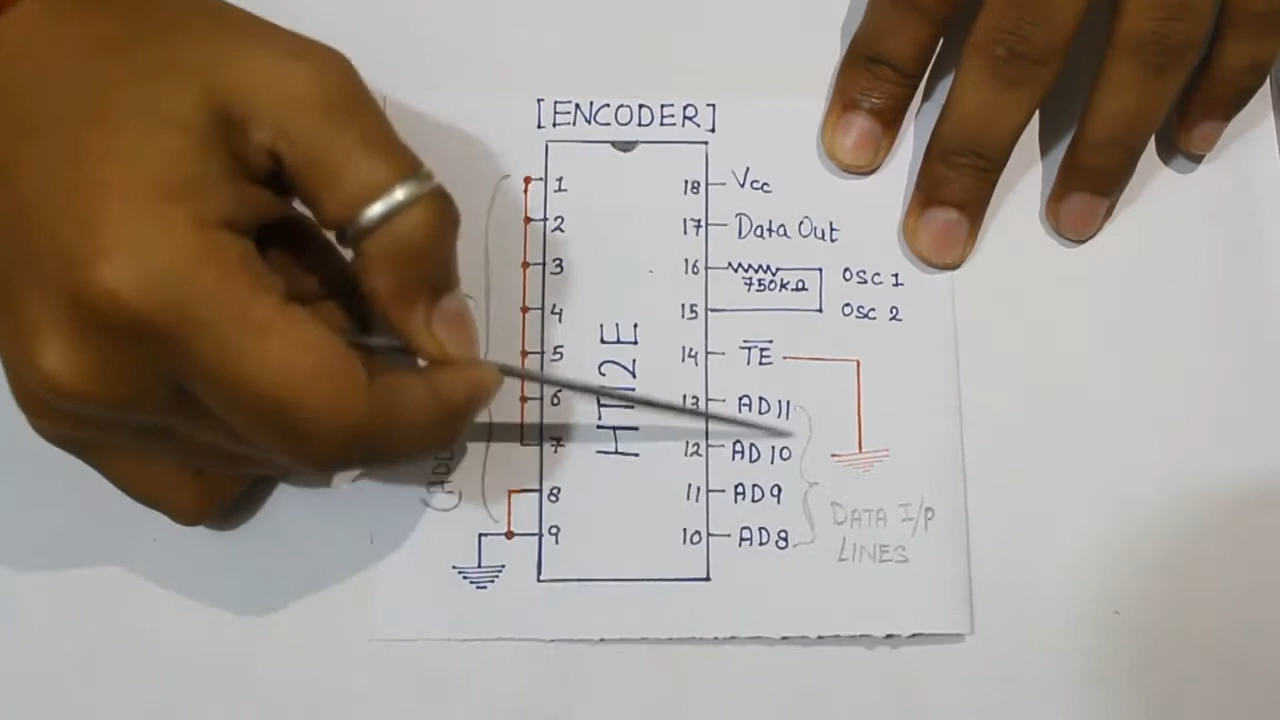 [ENCODER]
1
2
3
4
5
6
7
8
9
HT12E
18 Vcc
17 Data Out
16 750kΩ OSC 1
15 OSC 2
14 T̅E̅
13 AD11
12 AD10
11 AD9
10 AD8
DATA I/P
LINES